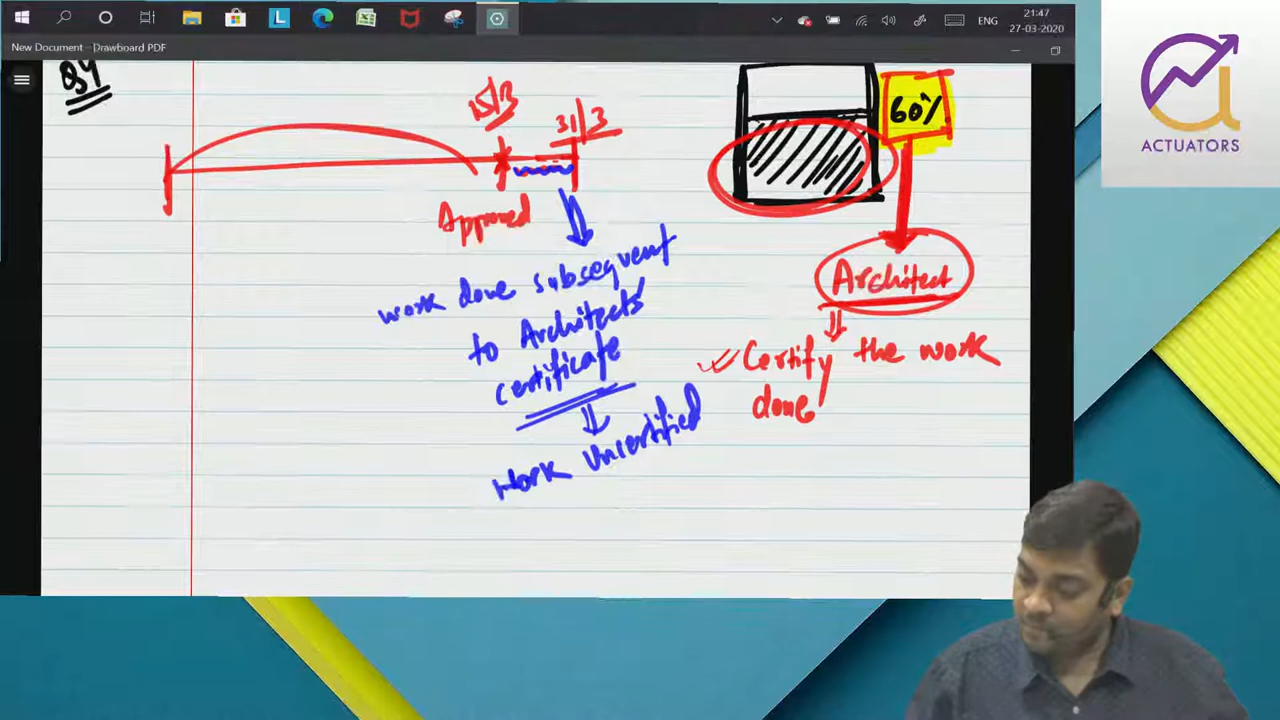 21:47
ENG
27-03-2020
New Document - Drawboard PDF
Q4
15/3
31/3
60%
Approved
Architect
work done subsequent
to Architects'
certificate
Certify the work
done
Work Uncertified
ACTUATORS